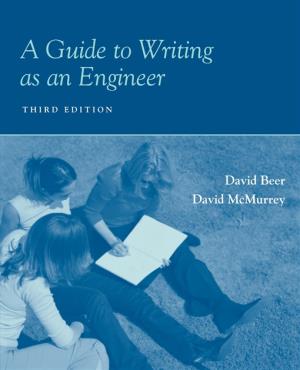 A Guide to Writing
as an Engineer
THIRD EDITION
David Beer
David McMurrey